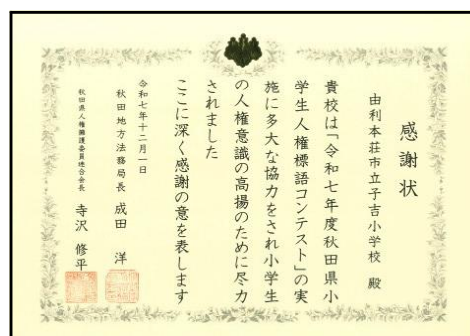 感謝状
由利本荘市立子吉小学校 殿
貴校は「令和七年度秋田県小
学生人権標語コンテスト」の実
施に多大な協力をされ小学生
の人権意識の高揚のために尽力
されました
ここに深く感謝の意を表します
令和七年十二月一日
秋田地方法務局長 成田 洋
秋田県人権擁護委員連合会長 寺沢 修平